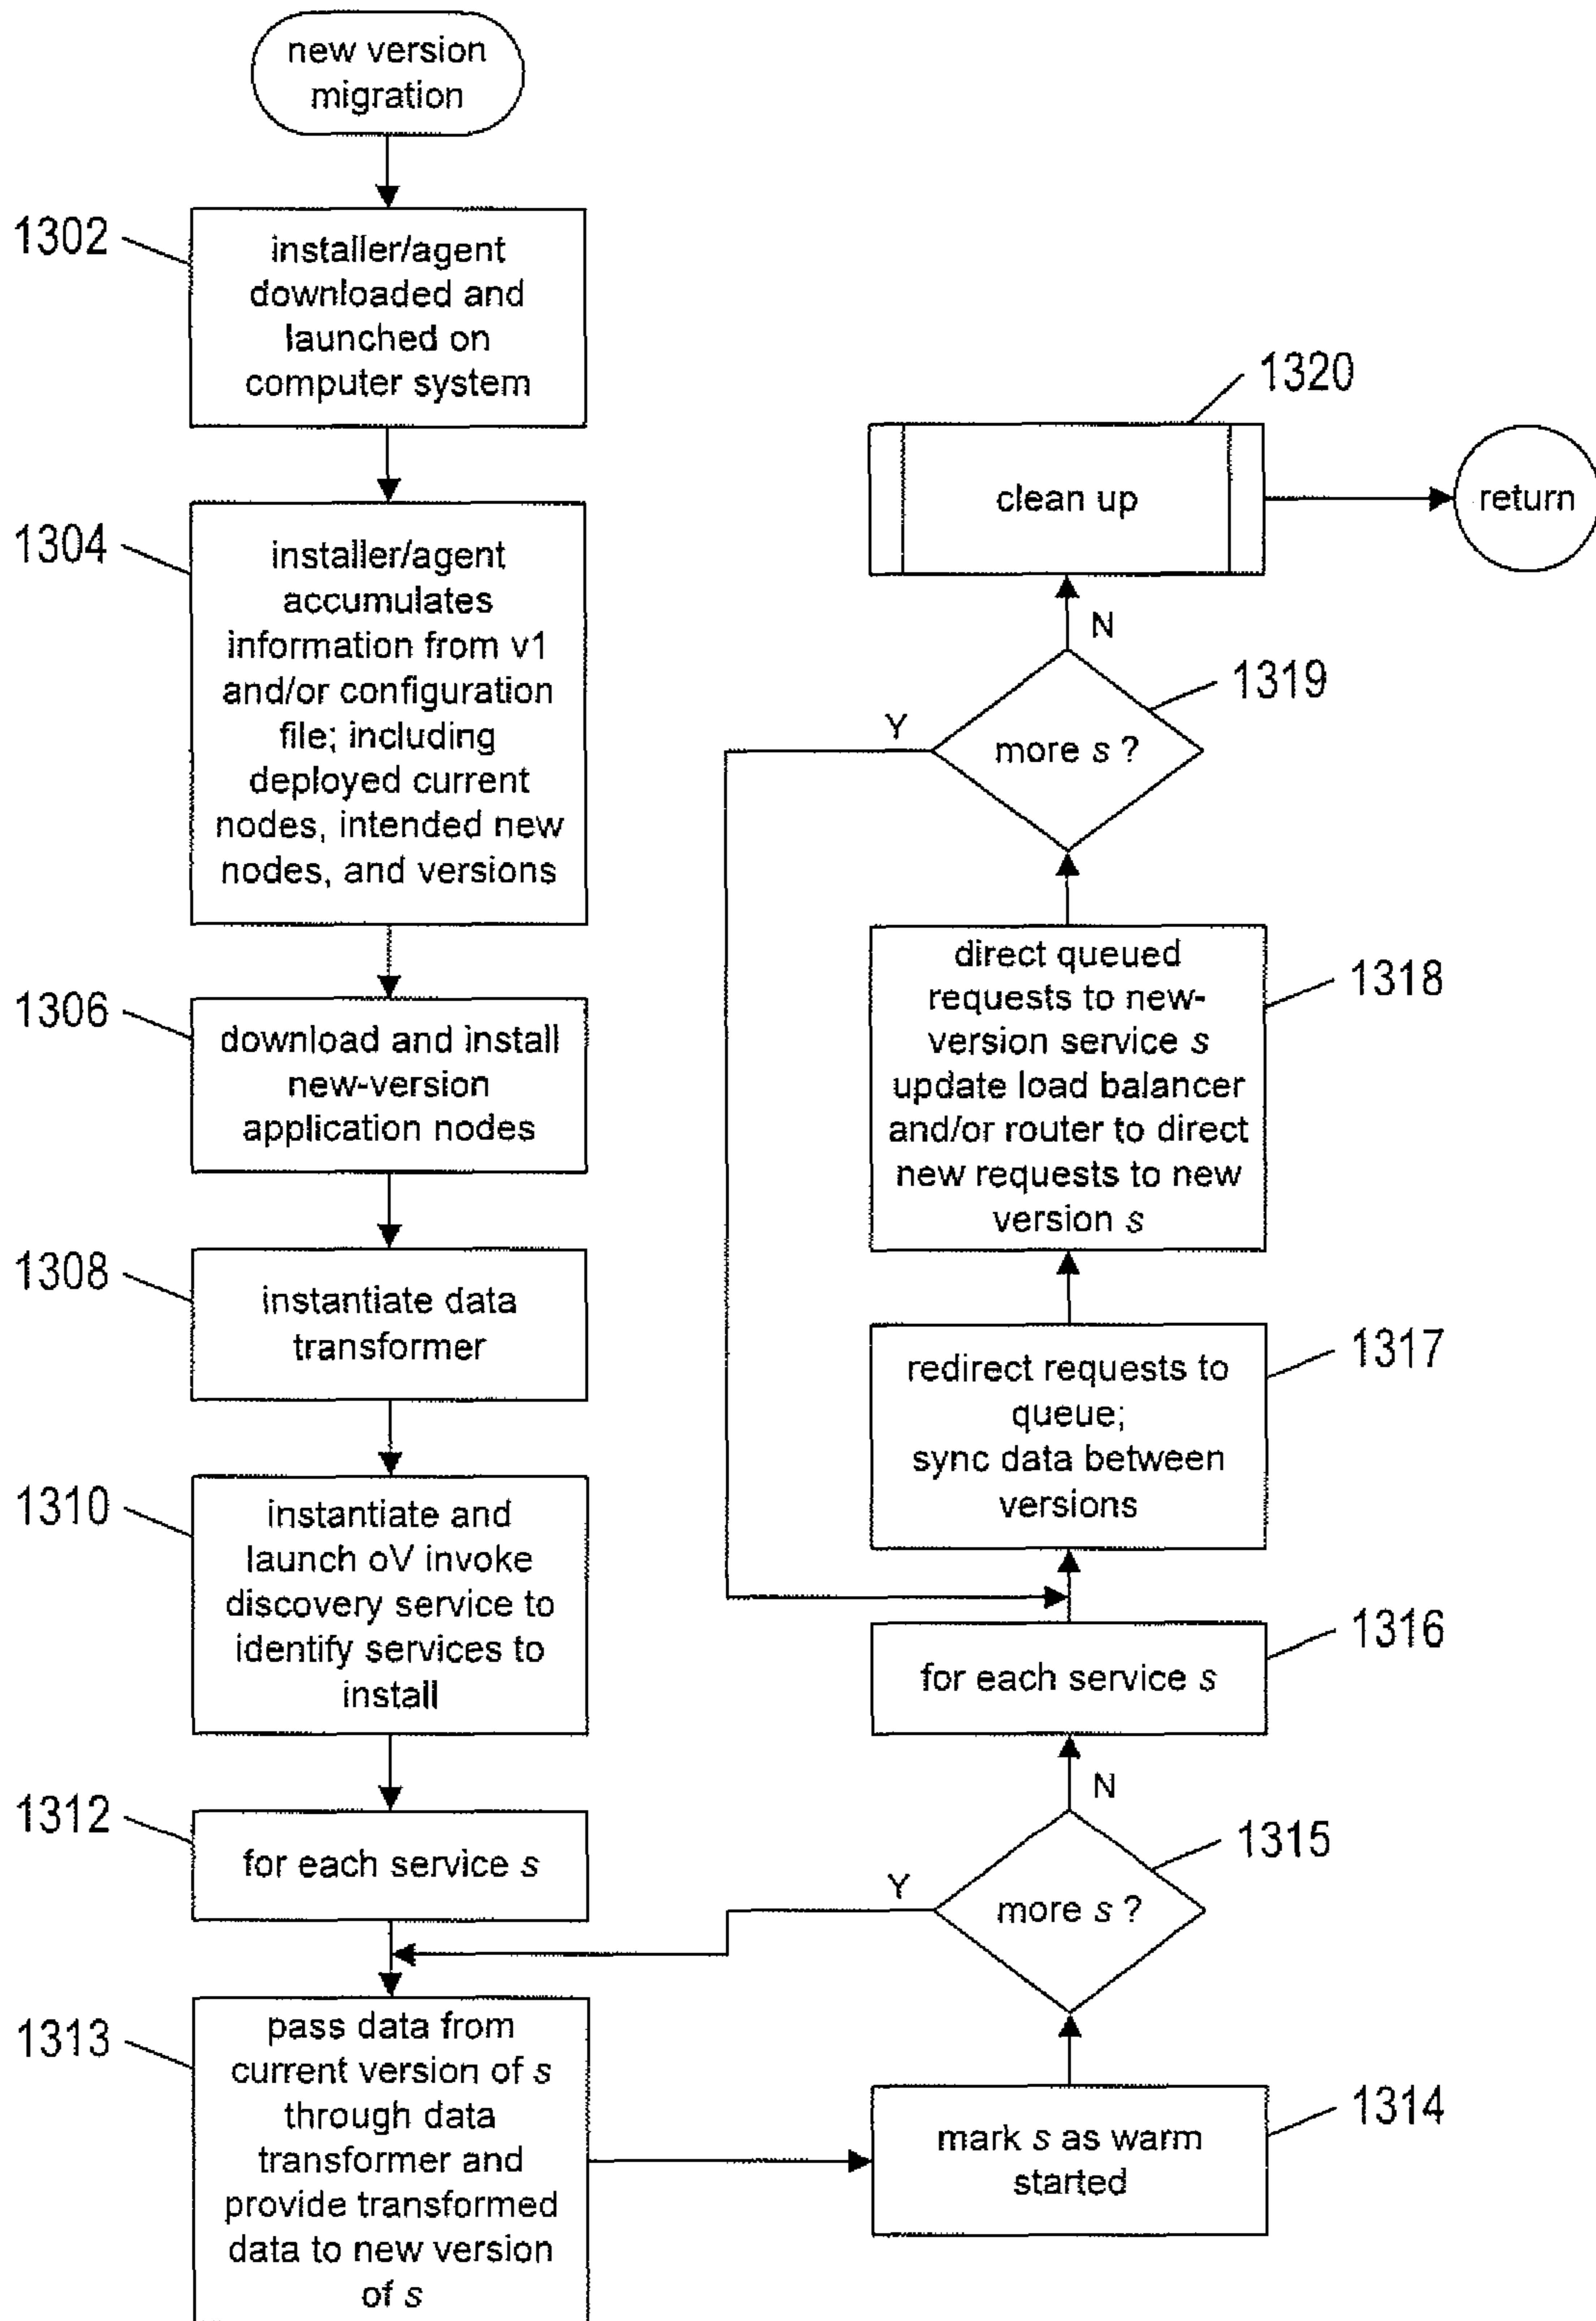 new version
migration
1302
installer/agent
downloaded and
launched on
computer system
1304
installer/agent
accumulates
information from v1
and/or configuration
file; including
deployed current
nodes, intended new
nodes, and versions
1306
download and install
new-version
application nodes
1308
instantiate data
transformer
1310
instantiate and
launch oV invoke
discovery service to
identify services to
install
1312
for each service s
1313
pass data from
current version of s
through data
transformer and
provide transformed
data to new version
of s
1314
mark s as warm
started
1315
more s ?
Y
N
1316
for each service s
1317
redirect requests to
queue;
sync data between
versions
1318
direct queued
requests to new-
version service s
update load balancer
and/or router to direct
new requests to new
version s
1319
more s ?
Y
N
1320
clean up
return